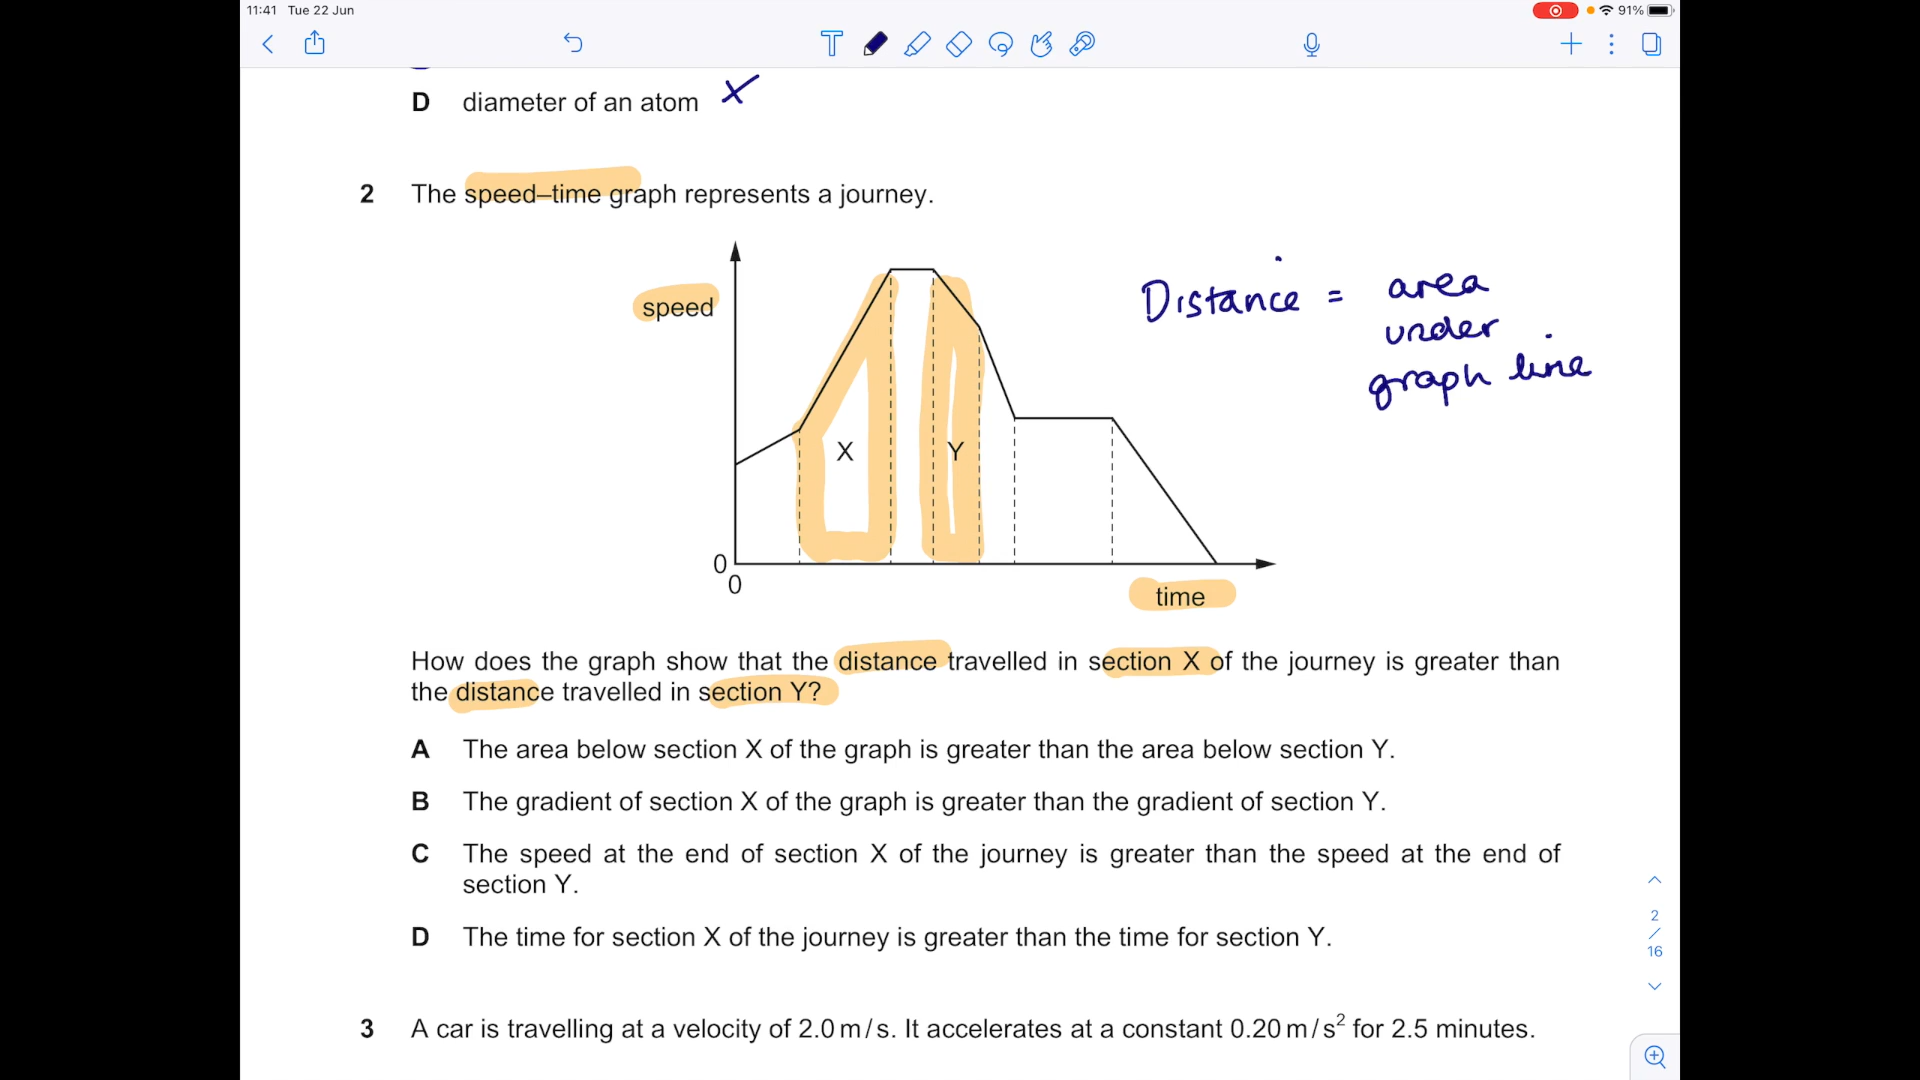 11:41 Tue 22 Jun
91%
D diameter of an atom
2 The speed–time graph represents a journey.
speed
Distance = area
under
graph line
X
Y
0
0
time
How does the graph show that the distance travelled in section X of the journey is greater than
the distance travelled in section Y?
A The area below section X of the graph is greater than the area below section Y.
B The gradient of section X of the graph is greater than the gradient of section Y.
C The speed at the end of section X of the journey is greater than the speed at the end of
section Y.
D The time for section X of the journey is greater than the time for section Y.
2
/
16
3 A car is travelling at a velocity of 2.0 m / s. It accelerates at a constant 0.20 m / s² for 2.5 minutes.